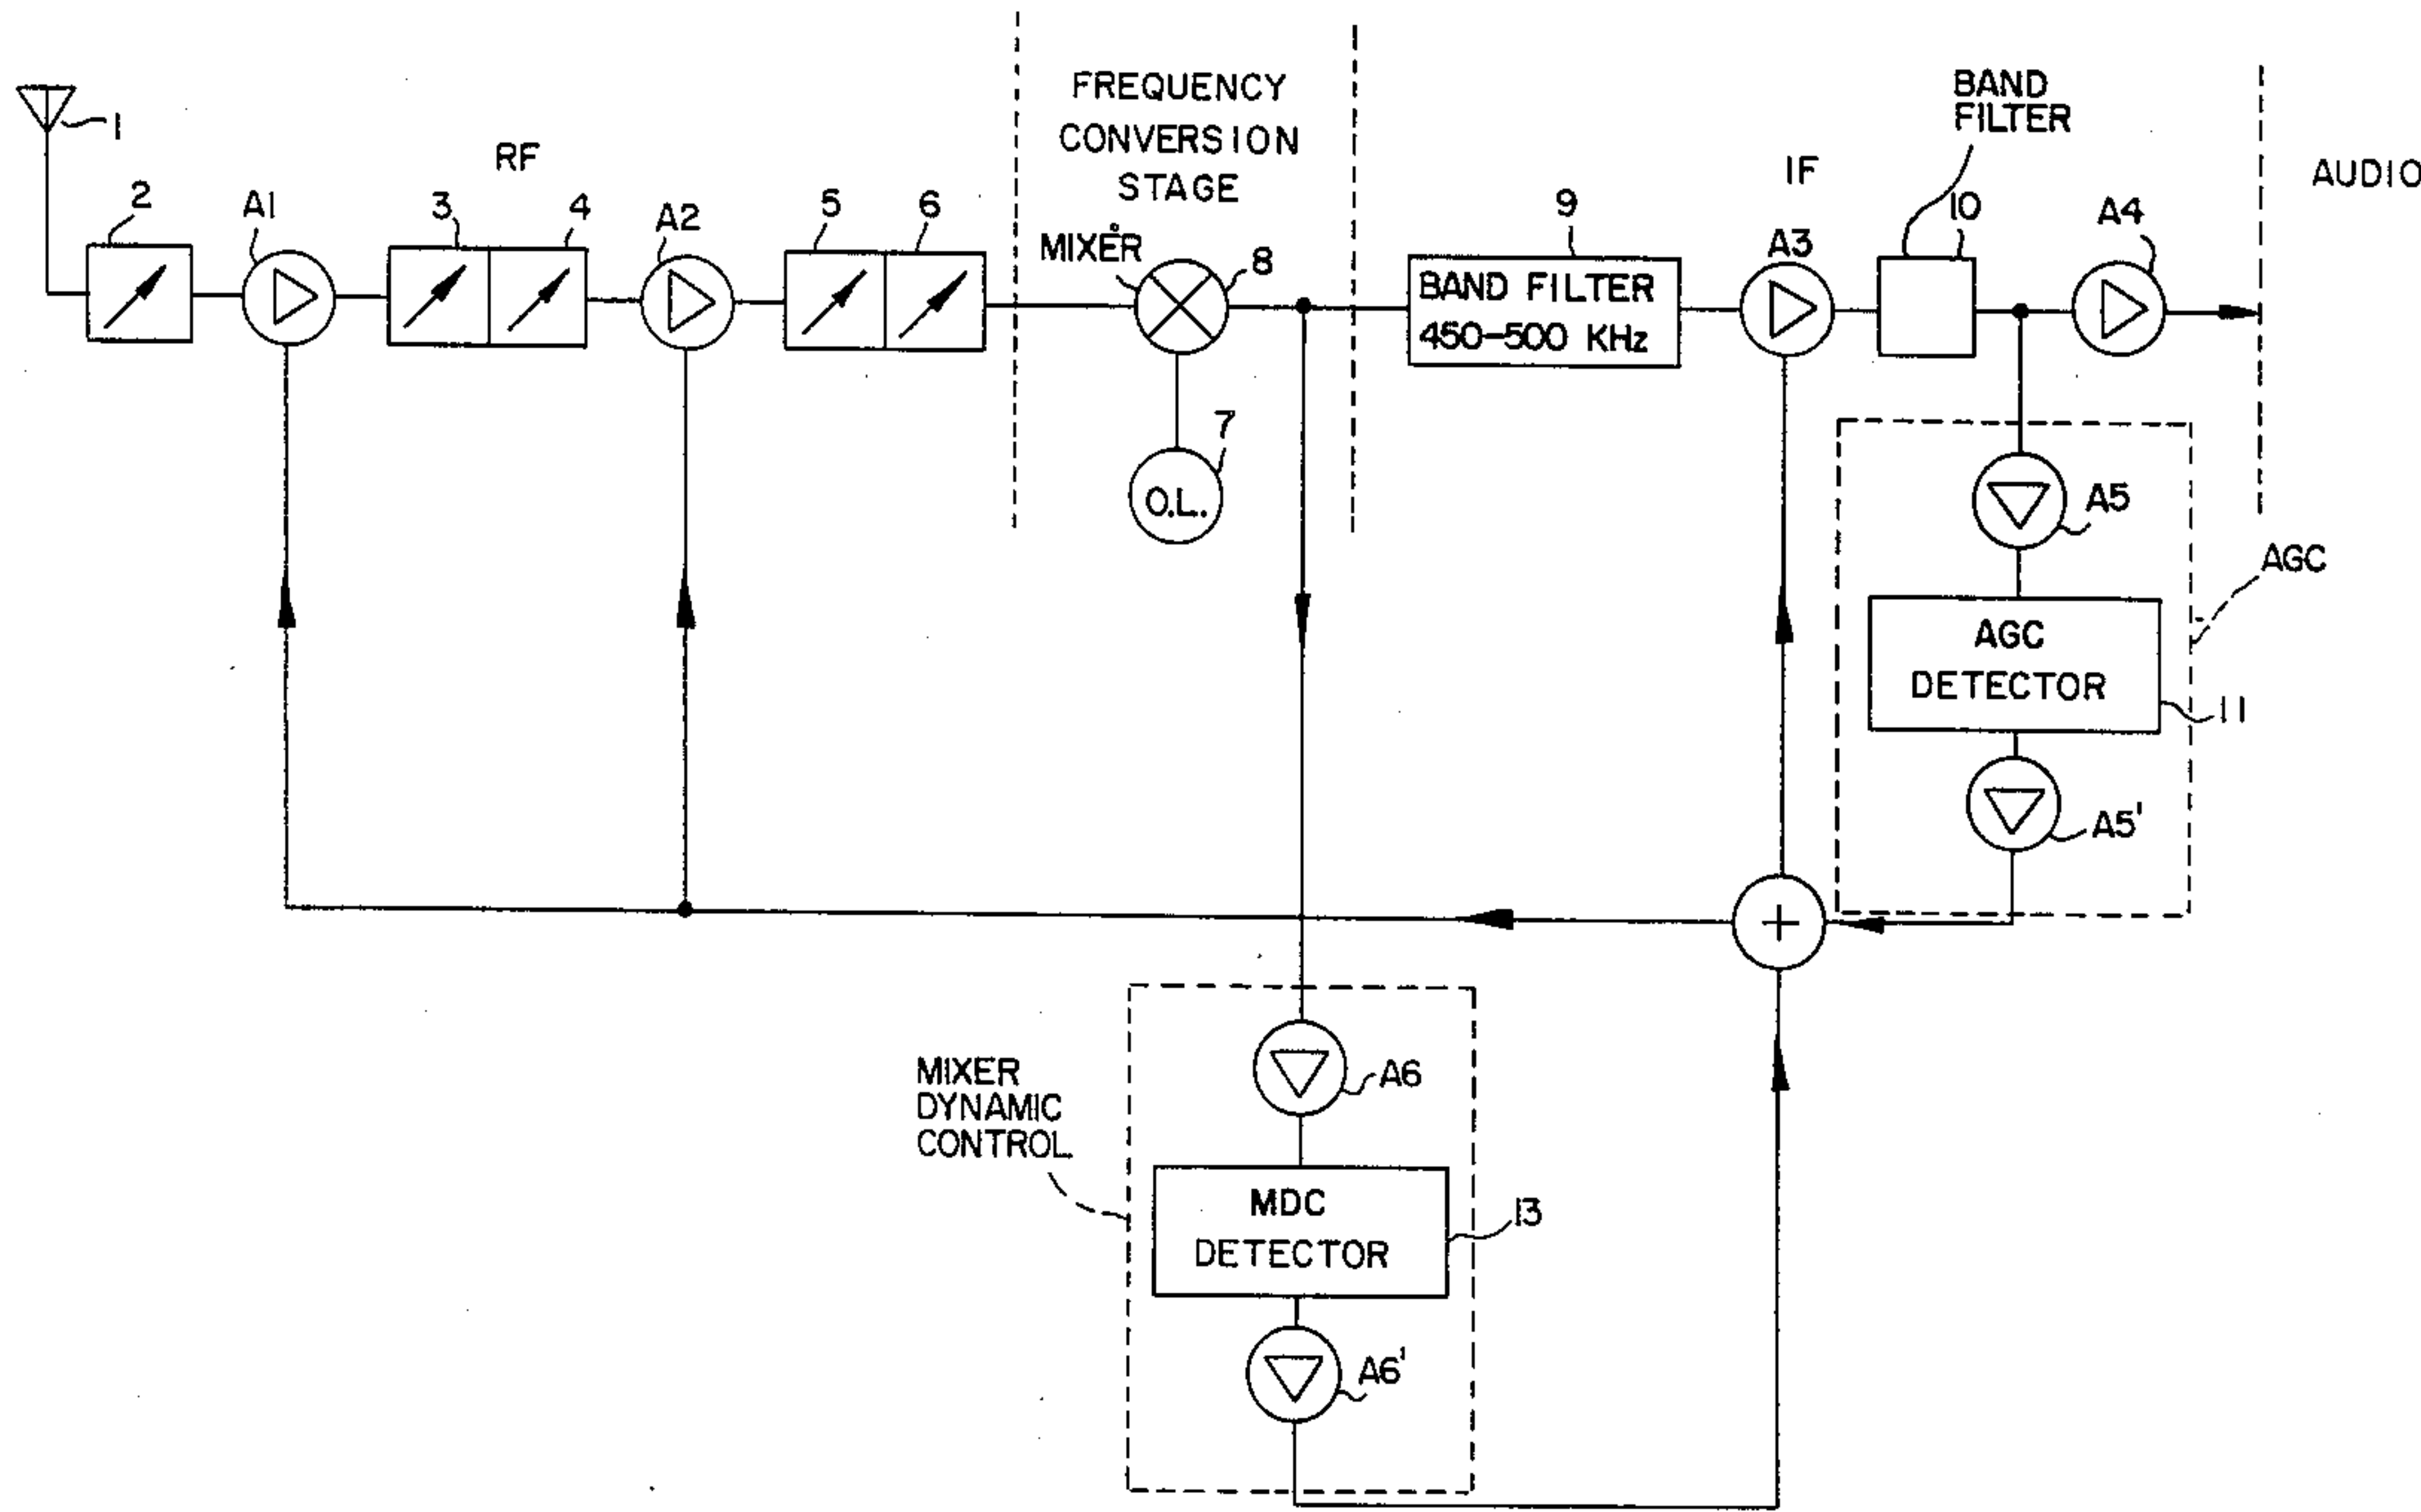 1
2
A1
RF
3
4
A2
5
6
FREQUENCY
CONVERSION
STAGE
MIXER
8
7
O.L.
9
BAND FILTER
450-500 KHz
IF
A3
BAND
FILTER
10
A4
AUDIO
A5
AGC
AGC
DETECTOR
11
A5'
+
MIXER
DYNAMIC
CONTROL
A6
MDC
DETECTOR
13
A6'